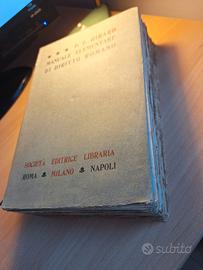 P. F. GIRARD
MANUALE ELEMENTARE
DI DIRITTO ROMANO
SOCIETÀ EDITRICE LIBRARIA
ROMA MILANO NAPOLI
subito